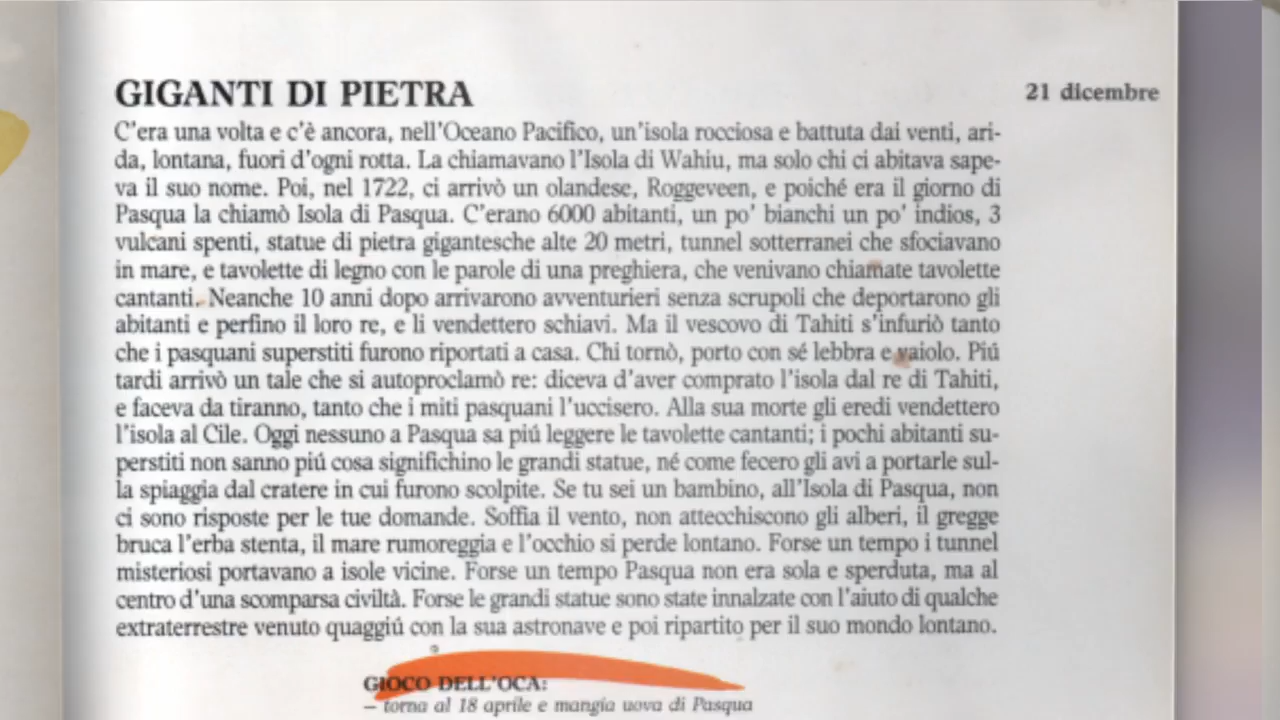 GIGANTI DI PIETRA
21 dicembre
C'era una volta e c'è ancora, nell'Oceano Pacifico, un'isola rocciosa e battuta dai venti, ari-
da, lontana, fuori d'ogni rotta. La chiamavano l'Isola di Wahiu, ma solo chi ci abitava sape-
va il suo nome. Poi, nel 1722, ci arrivò un olandese, Roggeveen, e poiché era il giorno di
Pasqua la chiamò Isola di Pasqua. C'erano 6000 abitanti, un po' bianchi un po' indios, 3
vulcani spenti, statue di pietra gigantesche alte 20 metri, tunnel sotterranei che sfociavano
in mare, e tavolette di legno con le parole di una preghiera, che venivano chiamate tavolette
cantanti. Neanche 10 anni dopo arrivarono avventurieri senza scrupoli che deportarono gli
abitanti e perfino il loro re, e li vendettero schiavi. Ma il vescovo di Tahiti s'infuriò tanto
che i pasquani superstiti furono riportati a casa. Chi tornò, porto con sé lebbra e vaiolo. Piú
tardi arrivò un tale che si autoproclamò re: diceva d'aver comprato l'isola dal re di Tahiti,
e faceva da tiranno, tanto che i miti pasquani l'uccisero. Alla sua morte gli eredi vendettero
l'isola al Cile. Oggi nessuno a Pasqua sa piú leggere le tavolette cantanti; i pochi abitanti su-
perstiti non sanno piú cosa significhino le grandi statue, né come fecero gli avi a portarle sul-
la spiaggia dal cratere in cui furono scolpite. Se tu sei un bambino, all'Isola di Pasqua, non
ci sono risposte per le tue domande. Soffia il vento, non attecchiscono gli alberi, il gregge
bruca l'erba stenta, il mare rumoreggia e l'occhio si perde lontano. Forse un tempo i tunnel
misteriosi portavano a isole vicine. Forse un tempo Pasqua non era sola e sperduta, ma al
centro d'una scomparsa civiltà. Forse le grandi statue sono state innalzate con l'aiuto di qualche
extraterrestre venuto quaggiú con la sua astronave e poi ripartito per il suo mondo lontano.
GIOCO DELL'OCA:
– torna al 18 aprile e mangia uova di Pasqua